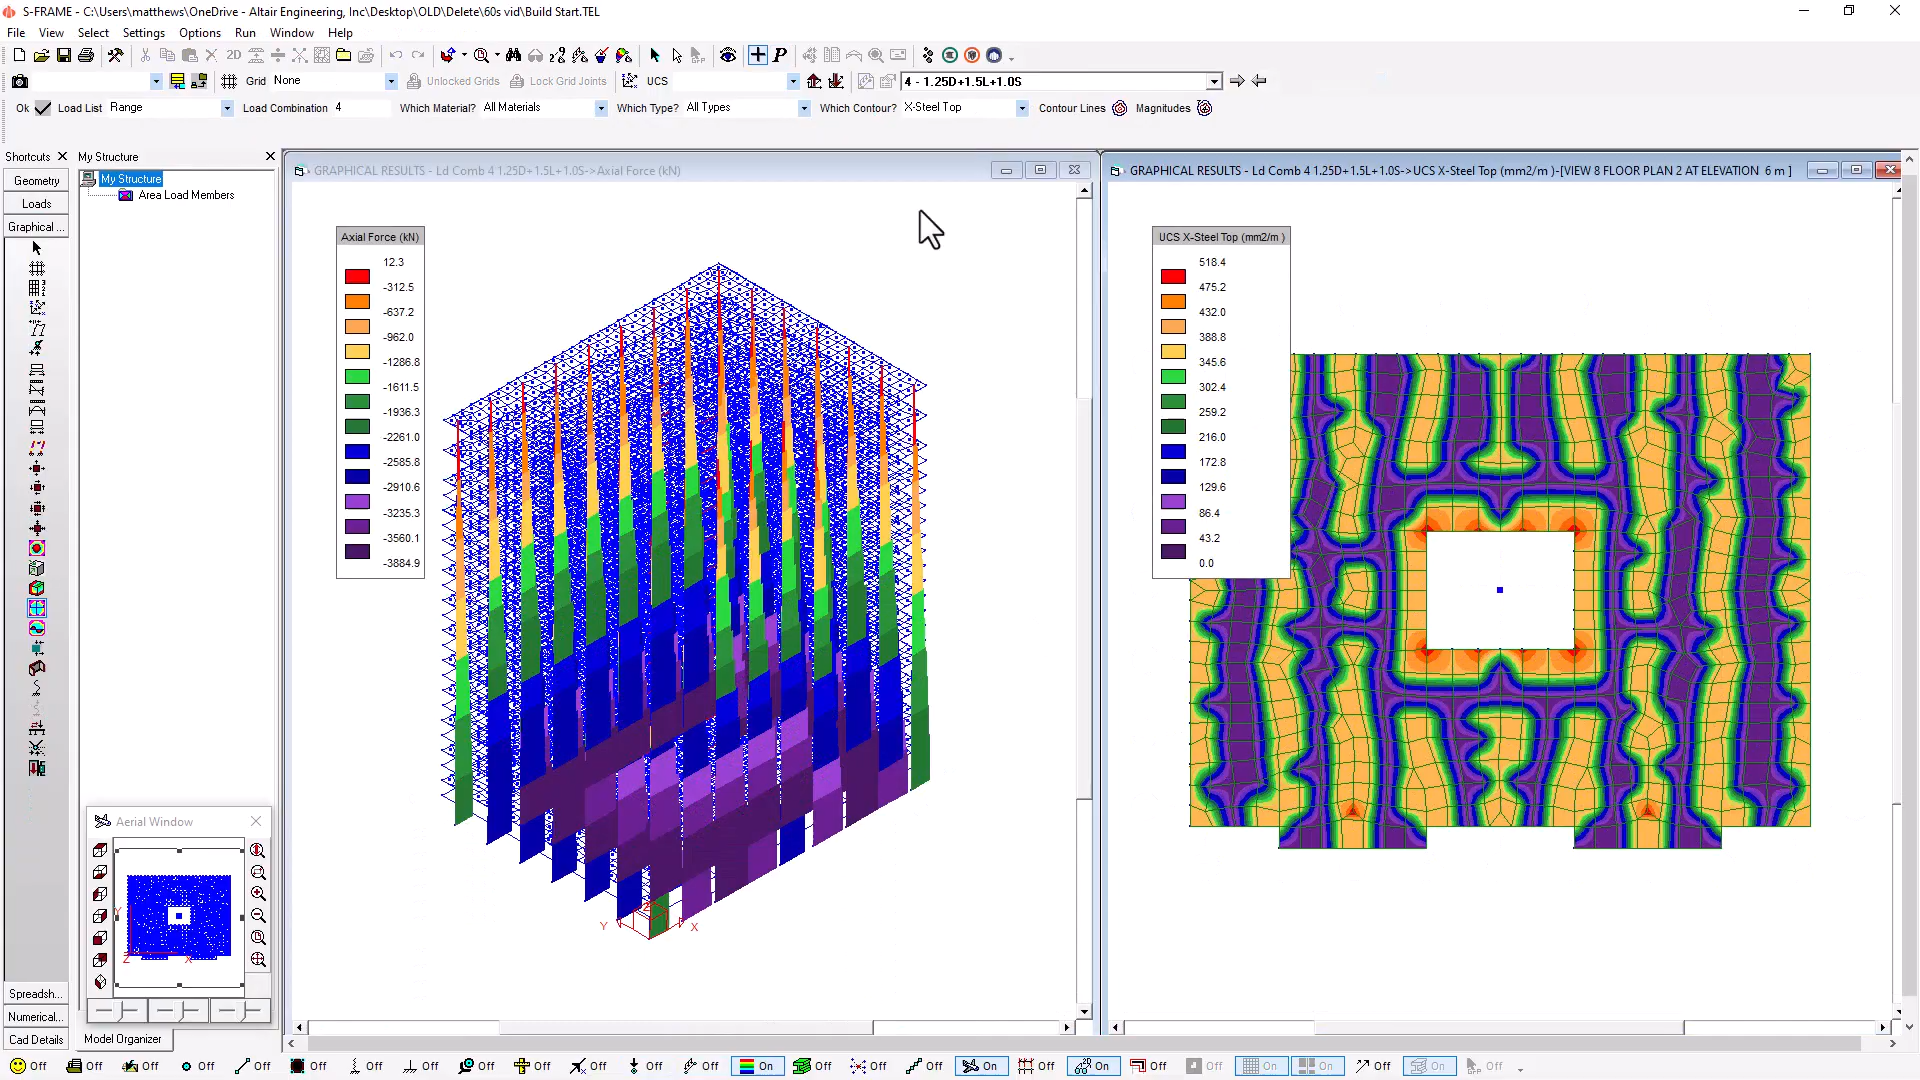 S-FRAME - C:\Users\matthews\OneDrive - Altair Engineering, Inc\Desktop\OLD\Delete\60s vid\Build Start.TEL
File View Select Settings Options Run Window Help
Grid None Unlocked Grids Lock Grid Joints UCS 4 - 1.25D+1.5L+1.0S
Ok Load List Range Load Combination 4 Which Material? All Materials Which Type? All Types Which Contour? X-Steel Top Contour Lines Magnitudes
Shortcuts
My Structure
Geometry
Loads
Graphical ...
My Structure
Area Load Members
GRAPHICAL RESULTS - Ld Comb 4 1.25D+1.5L+1.0S->Axial Force (kN)
Axial Force (kN)
12.3
-312.5
-637.2
-962.0
-1286.8
-1611.5
-1936.3
-2261.0
-2585.8
-2910.6
-3235.3
-3560.1
-3884.9
Y Z X
GRAPHICAL RESULTS - Ld Comb 4 1.25D+1.5L+1.0S->UCS X-Steel Top (mm2/m )-[VIEW 8 FLOOR PLAN 2 AT ELEVATION 6 m ]
UCS X-Steel Top (mm2/m )
518.4
475.2
432.0
388.8
345.6
302.4
259.2
216.0
172.8
129.6
86.4
43.2
0.0
Aerial Window
Y
Z X
Spreadsh...
Numerical...
Cad Details
Model Organizer
Off Off Off Off Off Off Off Off Off Off Off Off Off On Off Off Off On Off On Off Off On On Off On Off